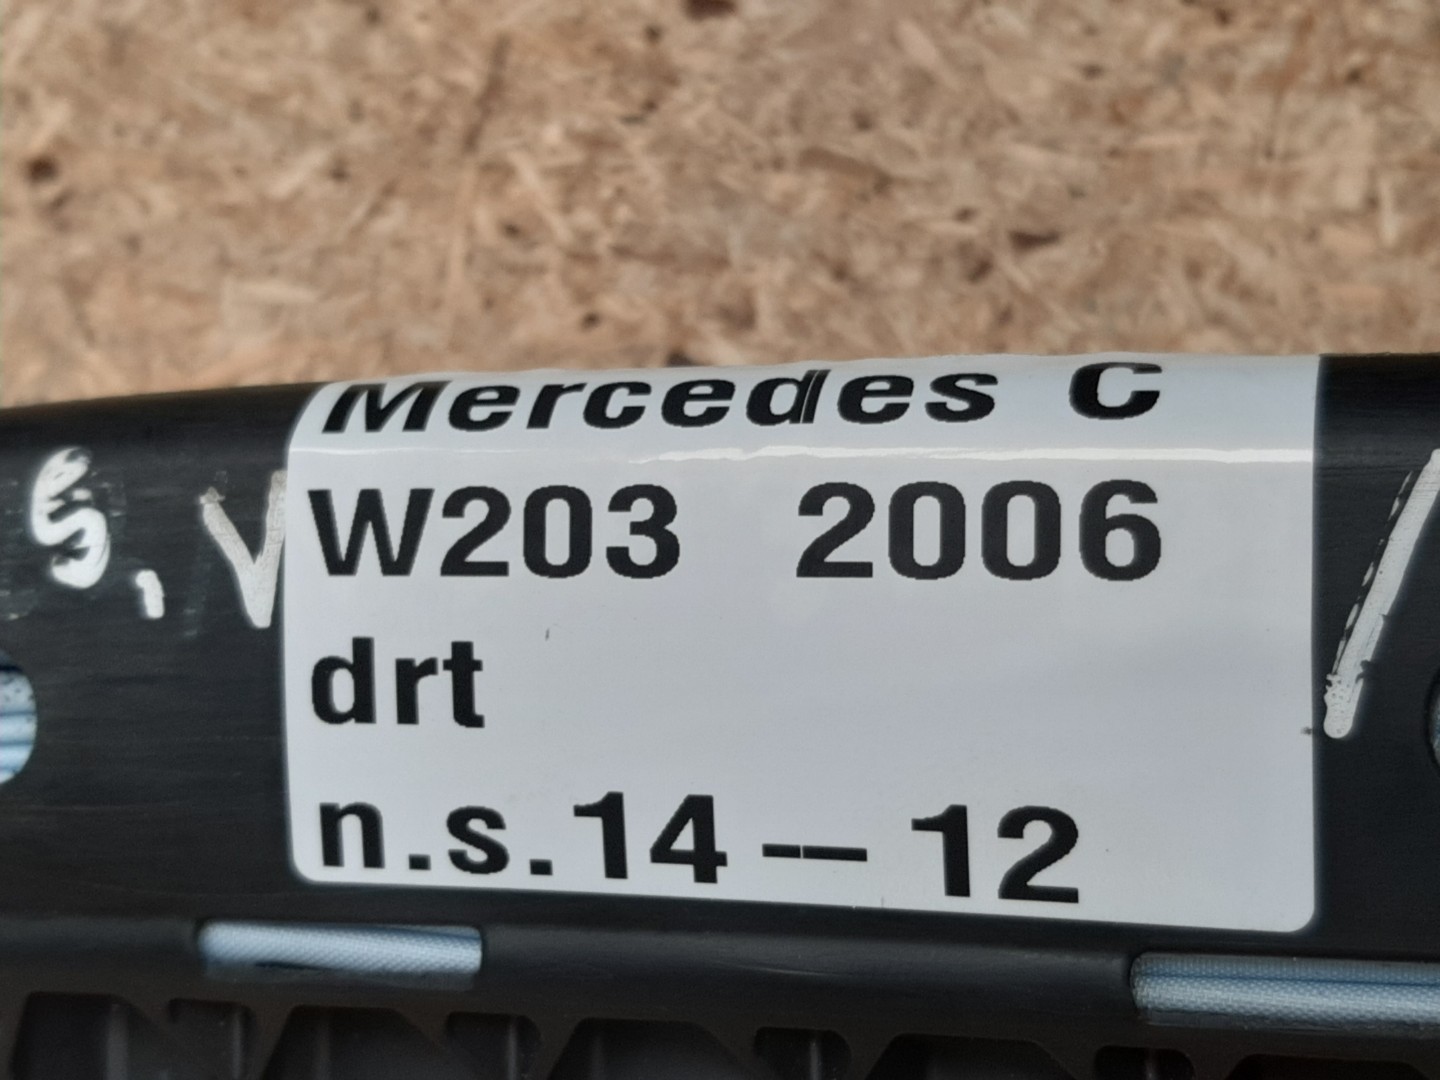 Mercedes C
W203 2006
drt
n.s.14-12